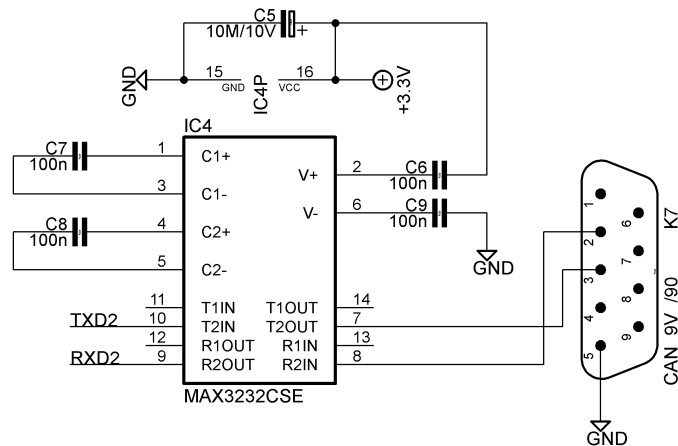 C5
10M/10V +
GND
15
GND
IC4P
16
VCC
+3.3V
IC4
C7
100n
1
3
C1+
C1-
C8
100n
4
5
C2+
C2-
V+
V-
2
6
C6
100n
C9
100n
GND
11
T1IN
T1OUT
14
TXD2
10
T2IN
T2OUT
7
12
R1OUT
R1IN
13
RXD2
9
R2OUT
R2IN
8
MAX3232CSE
1
2
3
4
5
6
7
8
9
K7
CAN 9V /90
GND